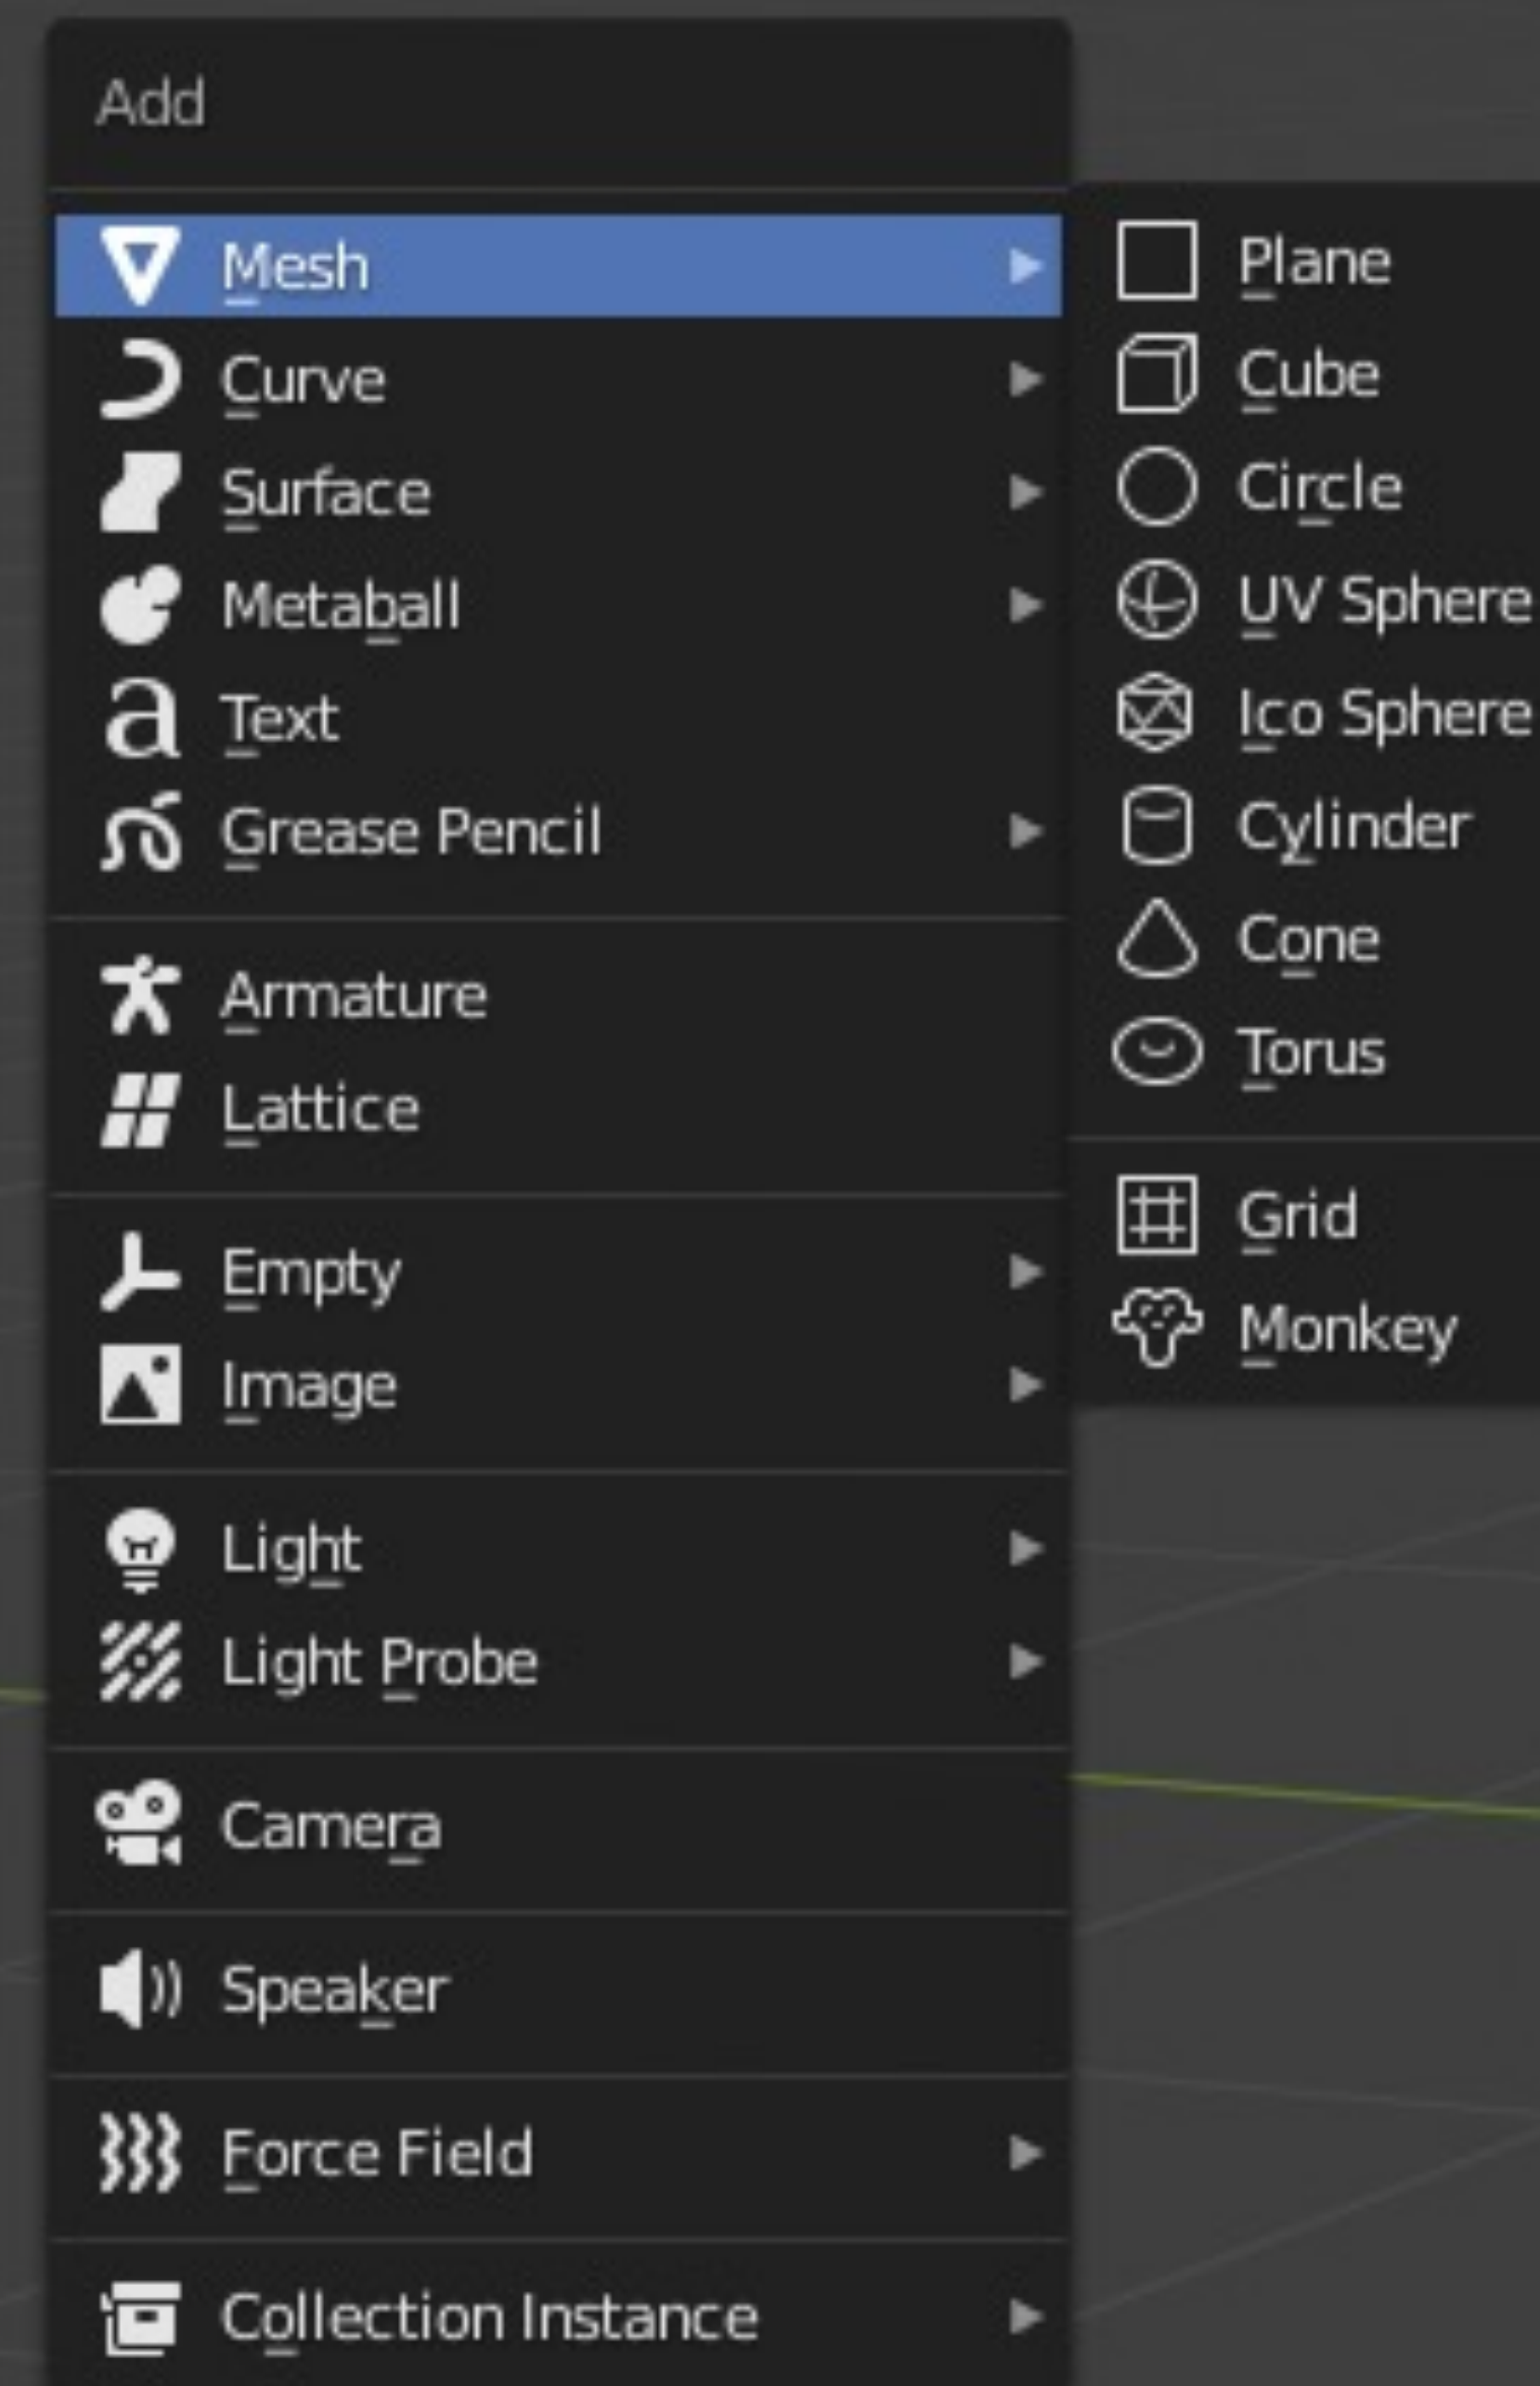 Add
Mesh
Curve
Surface
Metaball
Text
Grease Pencil
Armature
Lattice
Empty
Image
Light
Light Probe
Camera
Speaker
Force Field
Collection Instance
Plane
Cube
Circle
UV Sphere
Ico Sphere
Cylinder
Cone
Torus
Grid
Monkey